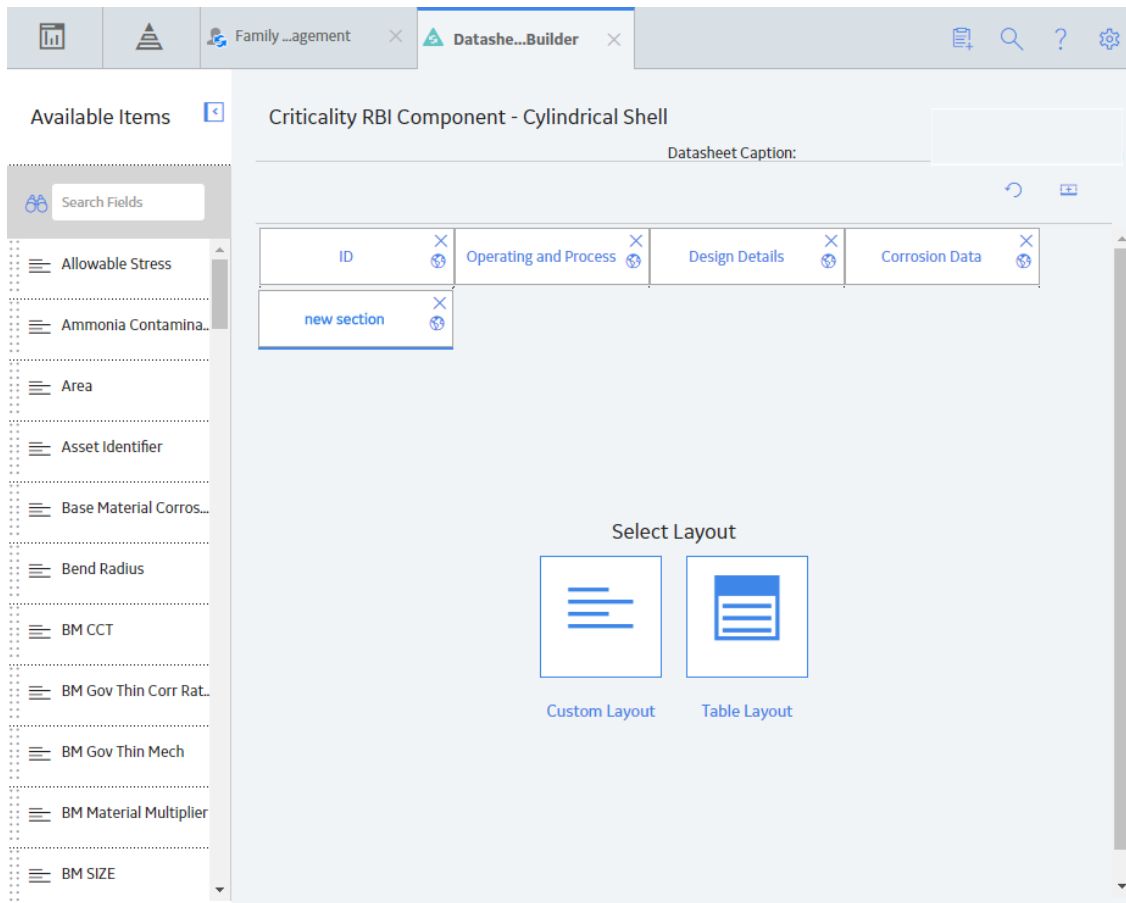 Family ...agement
Datashe...Builder
Available Items
Criticality RBI Component - Cylindrical Shell
Datasheet Caption:
Search Fields
Allowable Stress
Ammonia Contamina..
Area
Asset Identifier
Base Material Corros...
Bend Radius
BM CCT
BM Gov Thin Corr Rat..
BM Gov Thin Mech
BM Material Multiplier
BM SIZE
ID
Operating and Process
Design Details
Corrosion Data
new section
Select Layout
Custom Layout
Table Layout